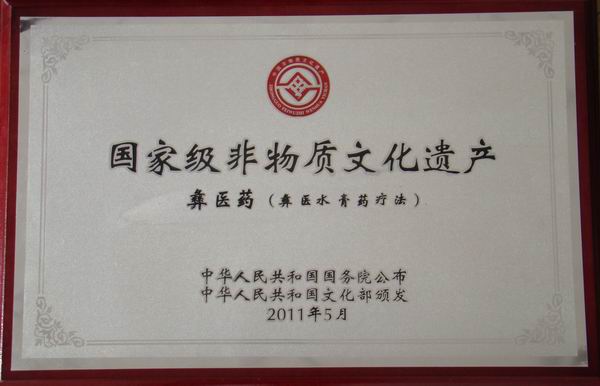 国家级非物质文化遗产
彝医药（彝医水膏药疗法）
中华人民共和国国务院公布
中华人民共和国文化部颁发
2011年5月